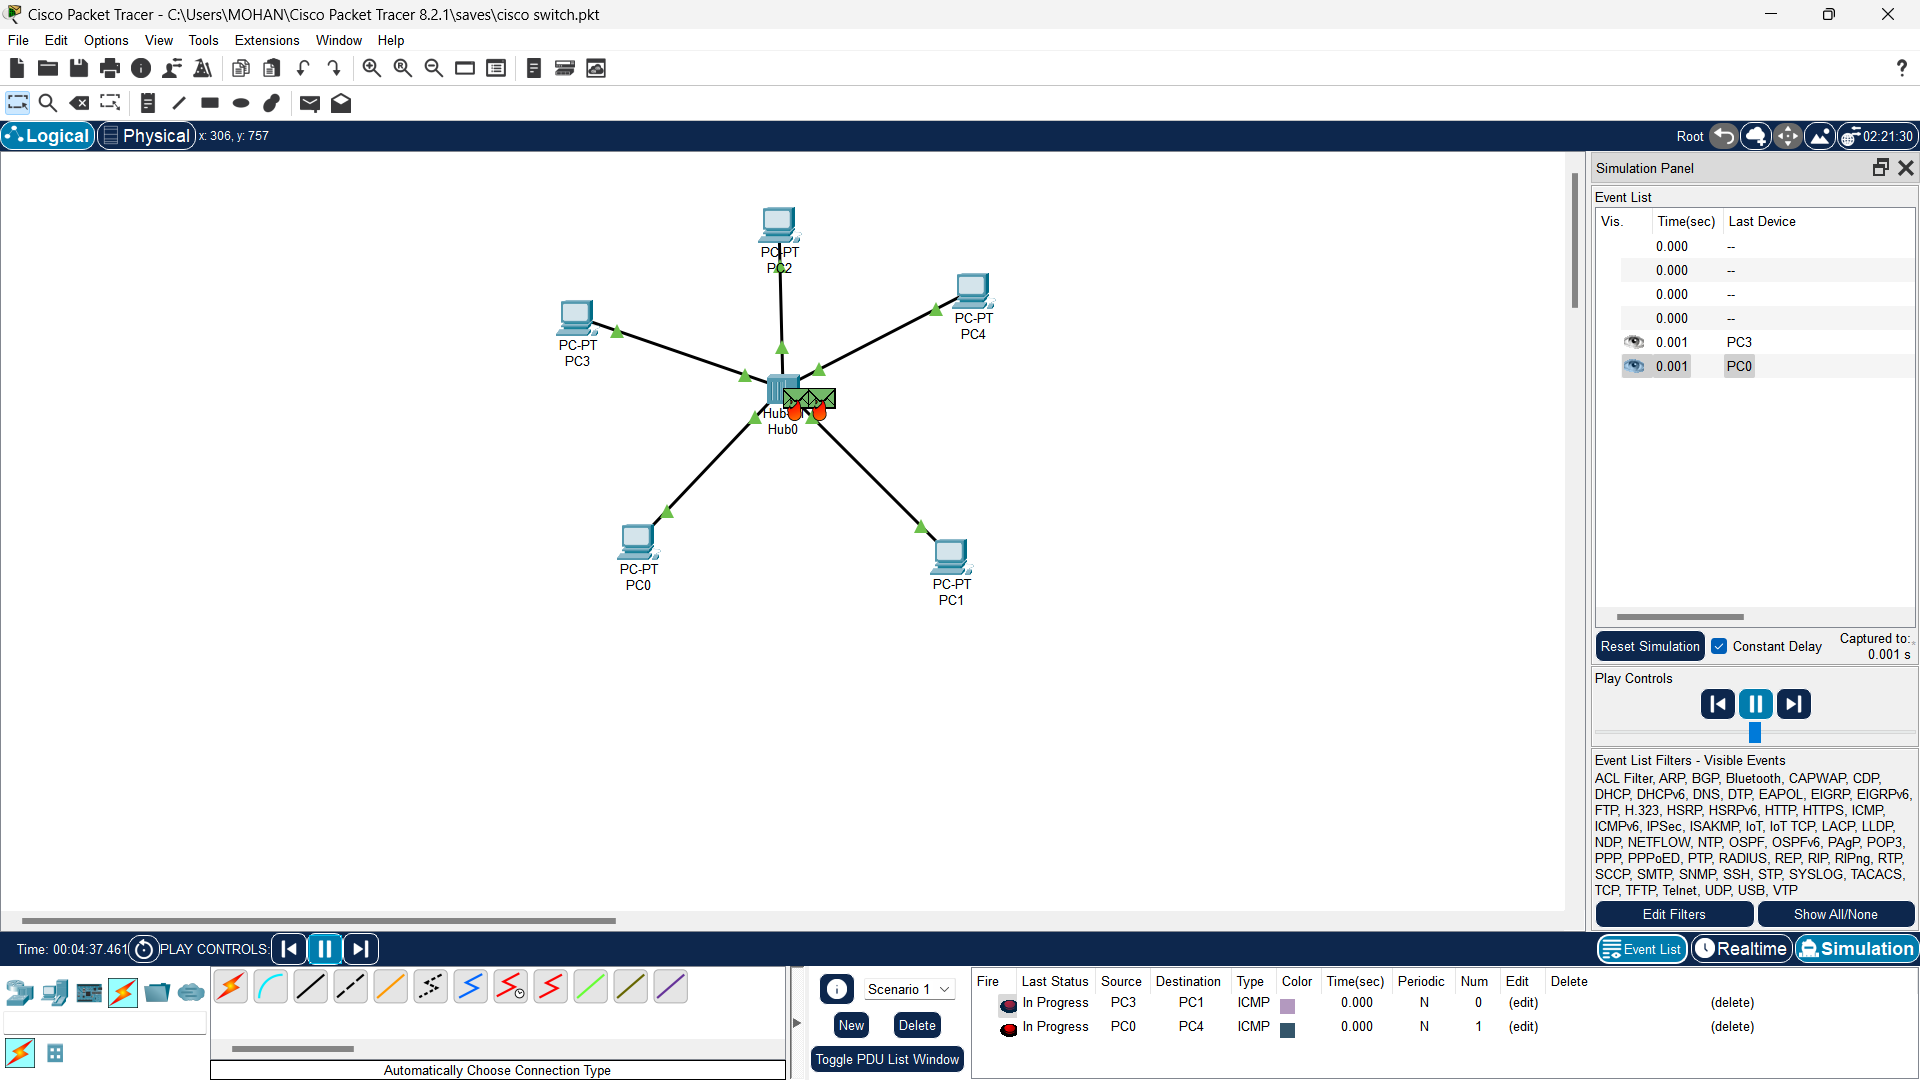 Cisco Packet Tracer - C:\Users\MOHAN\Cisco Packet Tracer 8.2.1\saves\cisco switch.pkt
File Edit Options View Tools Extensions Window Help
?
Logical Physical x: 306, y: 757 Root 02:21:30
PC-PT
PC2
PC-PT
PC4
PC-PT
PC3
Hub0
PC-PT
PC0
PC-PT
PC1
Simulation Panel
Event List
Vis. Time(sec) Last Device
0.000 --
0.000 --
0.000 --
0.000 --
0.001 PC3
0.001 PC0
Reset Simulation Constant Delay Captured to:
0.001 s
Play Controls
Event List Filters - Visible Events
ACL Filter, ARP, BGP, Bluetooth, CAPWAP, CDP,
DHCP, DHCPv6, DNS, DTP, EAPOL, EIGRP, EIGRPv6,
FTP, H.323, HSRP, HSRPv6, HTTP, HTTPS, ICMP,
ICMPv6, IPSec, ISAKMP, IoT, IoT TCP, LACP, LLDP,
NDP, NETFLOW, NTP, OSPF, OSPFv6, PAgP, POP3,
PPP, PPPoED, PTP, RADIUS, REP, RIP, RIPng, RTP,
SCCP, SMTP, SNMP, SSH, STP, SYSLOG, TACACS,
TCP, TFTP, Telnet, UDP, USB, VTP
Edit Filters Show All/None
Time: 00:04:37.461 PLAY CONTROLS: Event List Realtime Simulation
Scenario 1
New Delete
Toggle PDU List Window
Automatically Choose Connection Type
Fire Last Status Source Destination Type Color Time(sec) Periodic Num Edit Delete
In Progress PC3 PC1 ICMP 0.000 N 0 (edit) (delete)
In Progress PC0 PC4 ICMP 0.000 N 1 (edit) (delete)